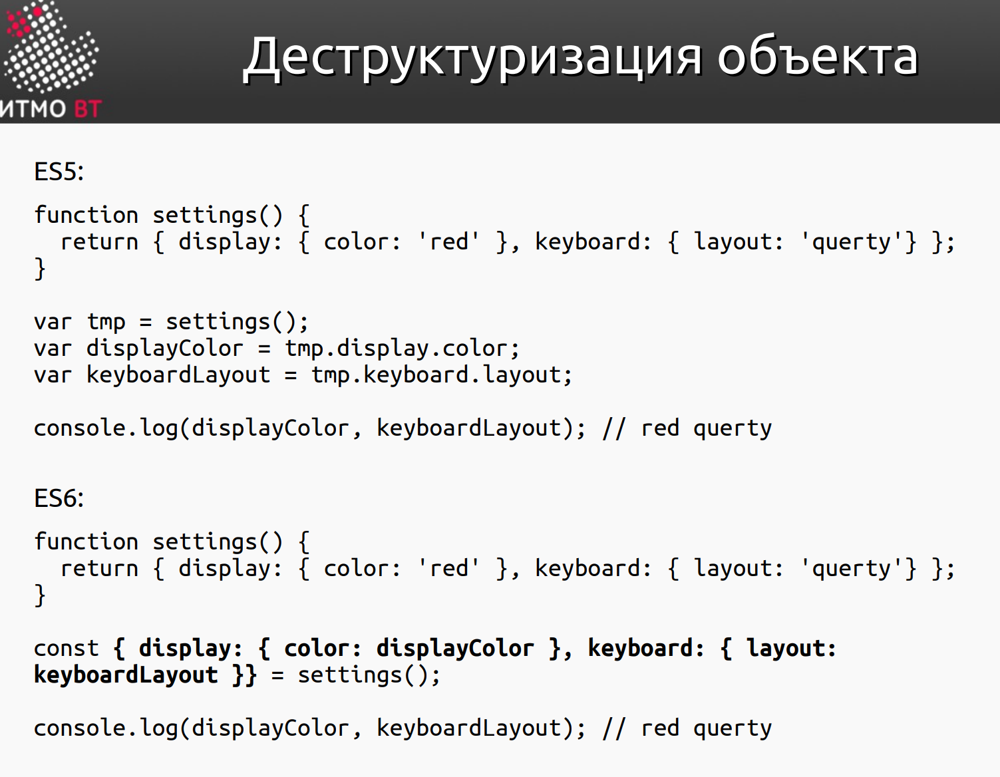 Деструктуризация объекта
ИТМО ВТ
ES5:
function settings() {
  return { display: { color: 'red' }, keyboard: { layout: 'querty'} };
}
var tmp = settings();
var displayColor = tmp.display.color;
var keyboardLayout = tmp.keyboard.layout;
console.log(displayColor, keyboardLayout); // red querty
ES6:
function settings() {
  return { display: { color: 'red' }, keyboard: { layout: 'querty'} };
}
const { display: { color: displayColor }, keyboard: { layout:
keyboardLayout }} = settings();
console.log(displayColor, keyboardLayout); // red querty